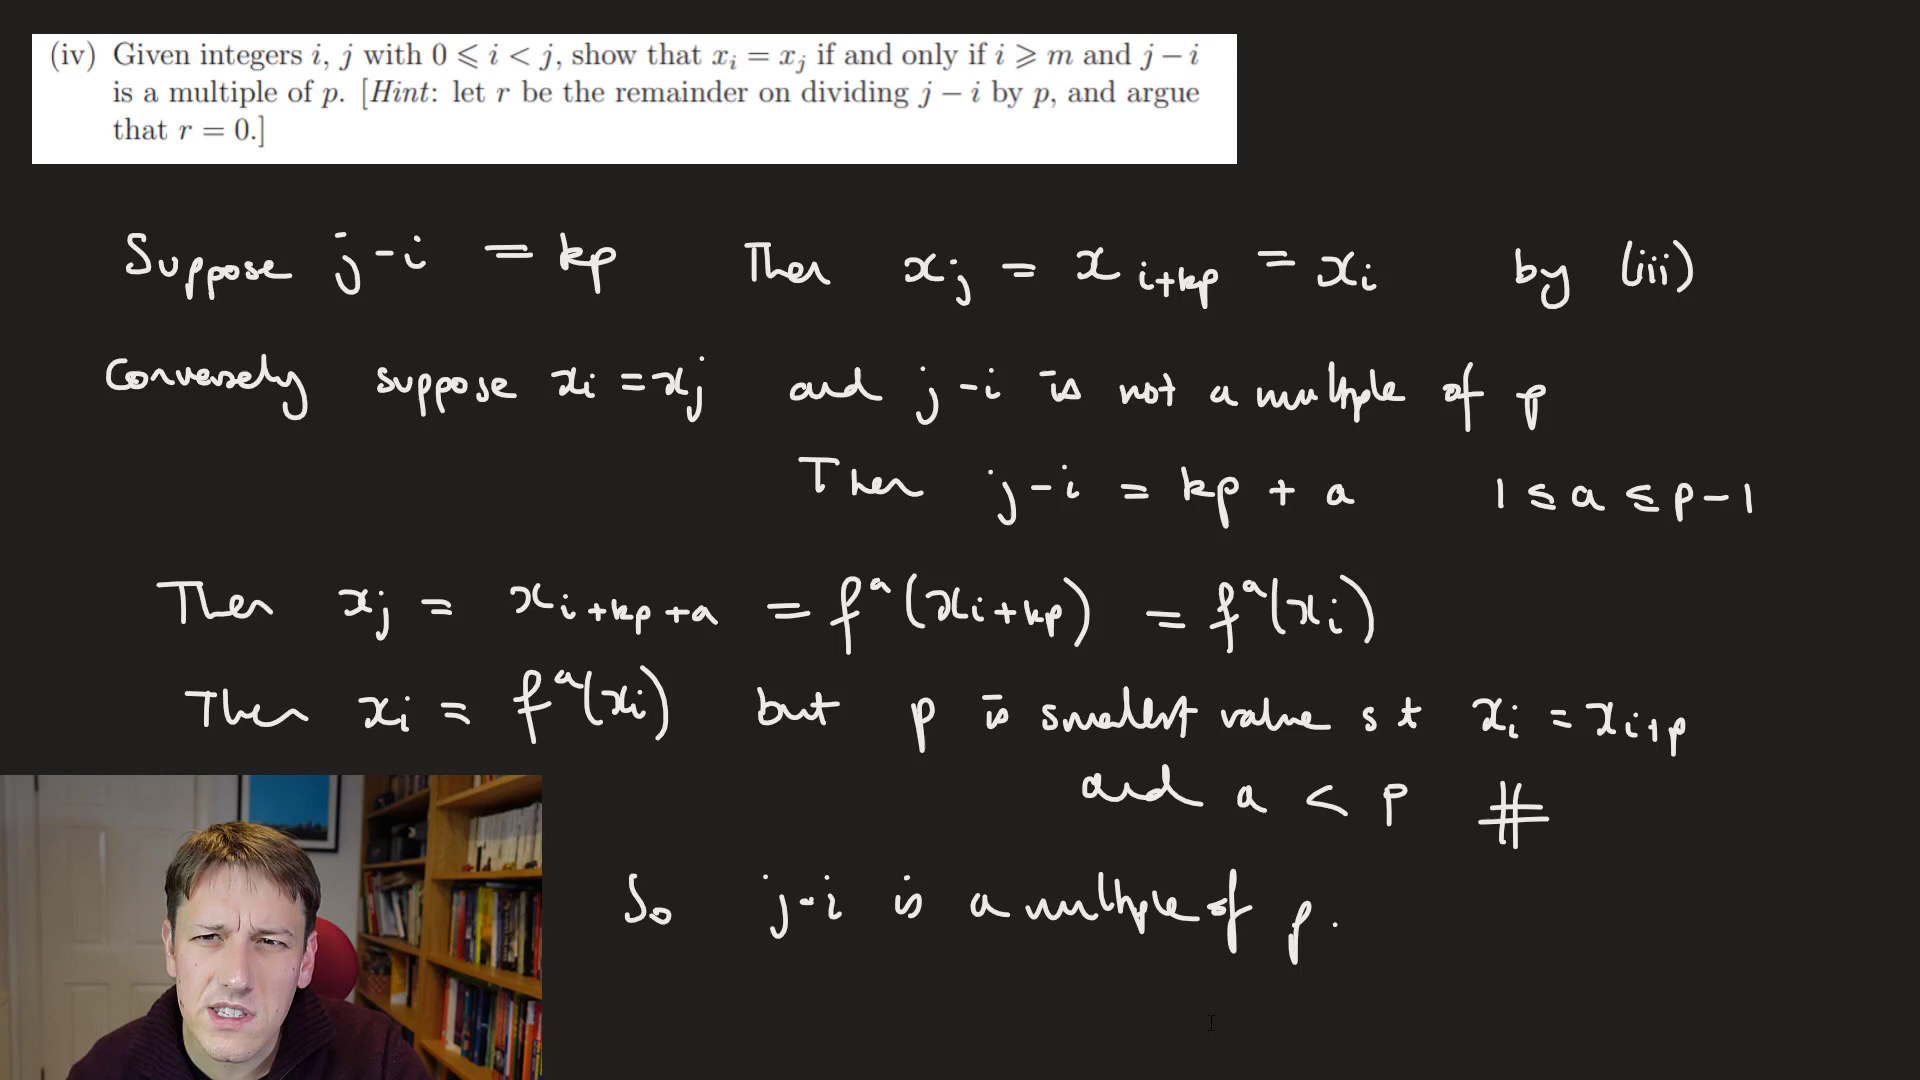 (iv) Given integers i, j with 0 ⩽ i < j, show that xᵢ = xⱼ if and only if i ⩾ m and j − i
is a multiple of p. [Hint: let r be the remainder on dividing j − i by p, and argue
that r = 0.]
Suppose j - i = kp Then x_j = x_{i+kp} = x_i by (iii)
Conversely suppose x_i = x_j and j - i is not a multiple of p
Then j - i = kp + a 1 ≤ a ≤ p - 1
Then x_j = x_{i+kp+a} = f^a(x_{i+kp}) = f^a(x_i)
Then x_i = f^a(x_i) but p is smallest value s t x_i = x_{i+p}
and a < p #
So j - i is a multiple of p.